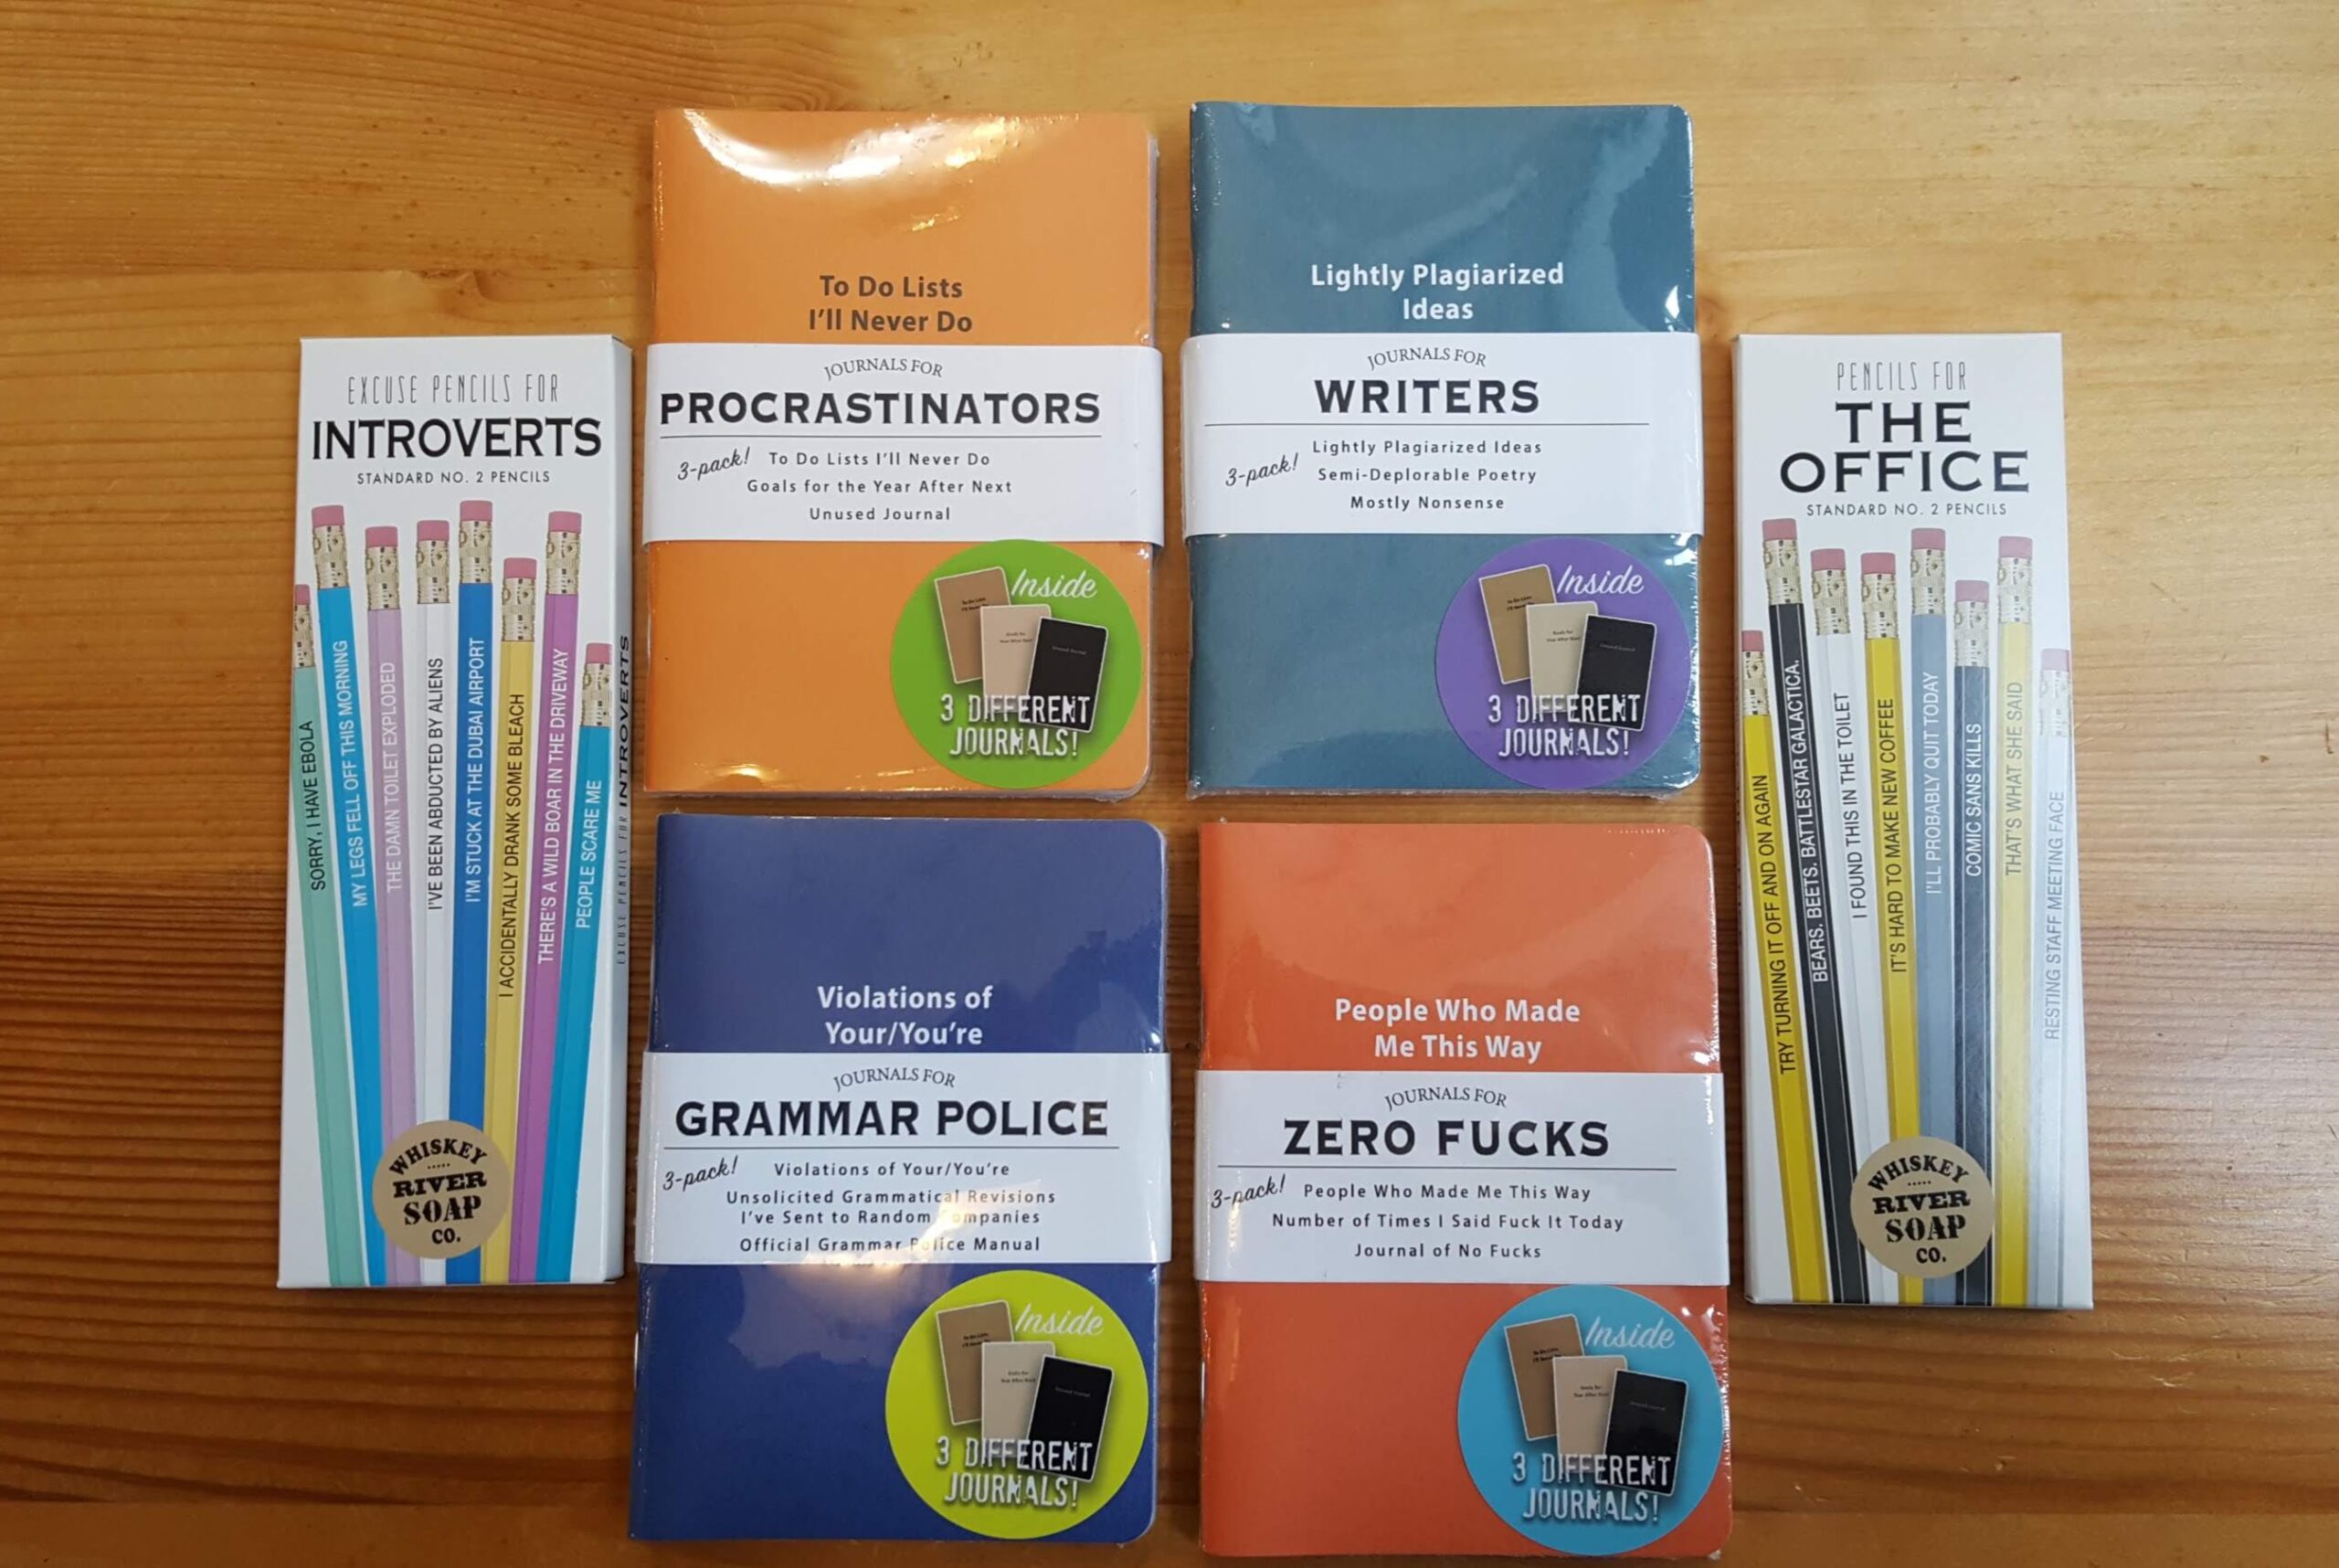 EXCUSE PENCILS FOR
INTROVERTS
STANDARD NO. 2 PENCILS
SORRY, I HAVE EBOLA
MY LEGS FELL OFF THIS MORNING
THE DAMN TOILET EXPLODED
I'VE BEEN ABDUCTED BY ALIENS
I'M STUCK AT THE DUBAI AIRPORT
I ACCIDENTALLY DRANK SOME BLEACH
THERE'S A WILD BOAR IN THE DRIVEWAY
PEOPLE SCARE ME
WHISKEY
RIVER
SOAP
CO.
EXCUSE PENCILS FOR INTROVERTS
To Do Lists
I'll Never Do
JOURNALS FOR
PROCRASTINATORS
3-pack!
To Do Lists I'll Never Do
Goals for the Year After Next
Unused Journal
Inside
3 DIFFERENT
JOURNALS!
Lightly Plagiarized
Ideas
JOURNALS FOR
WRITERS
3-pack!
Lightly Plagiarized Ideas
Semi-Deplorable Poetry
Mostly Nonsense
Inside
3 DIFFERENT
JOURNALS!
Violations of
Your/You're
JOURNALS FOR
GRAMMAR POLICE
3-pack!
Violations of Your/You're
Unsolicited Grammatical Revisions
I've Sent to Random Companies
Official Grammar Police Manual
Inside
3 DIFFERENT
JOURNALS!
People Who Made
Me This Way
JOURNALS FOR
ZERO FUCKS
3-pack!
People Who Made Me This Way
Number of Times I Said Fuck It Today
Journal of No Fucks
Inside
3 DIFFERENT
JOURNALS!
PENCILS FOR
THE
OFFICE
STANDARD NO. 2 PENCILS
TRY TURNING IT OFF AND ON AGAIN
BEARS. BEETS. BATTLESTAR GALACTICA.
I FOUND THIS IN THE TOILET
IT'S HARD TO MAKE NEW COFFEE
I'LL PROBABLY QUIT TODAY
COMIC SANS KILLS
THAT'S WHAT SHE SAID
RESTING STAFF MEETING FACE
WHISKEY
RIVER
SOAP
CO.